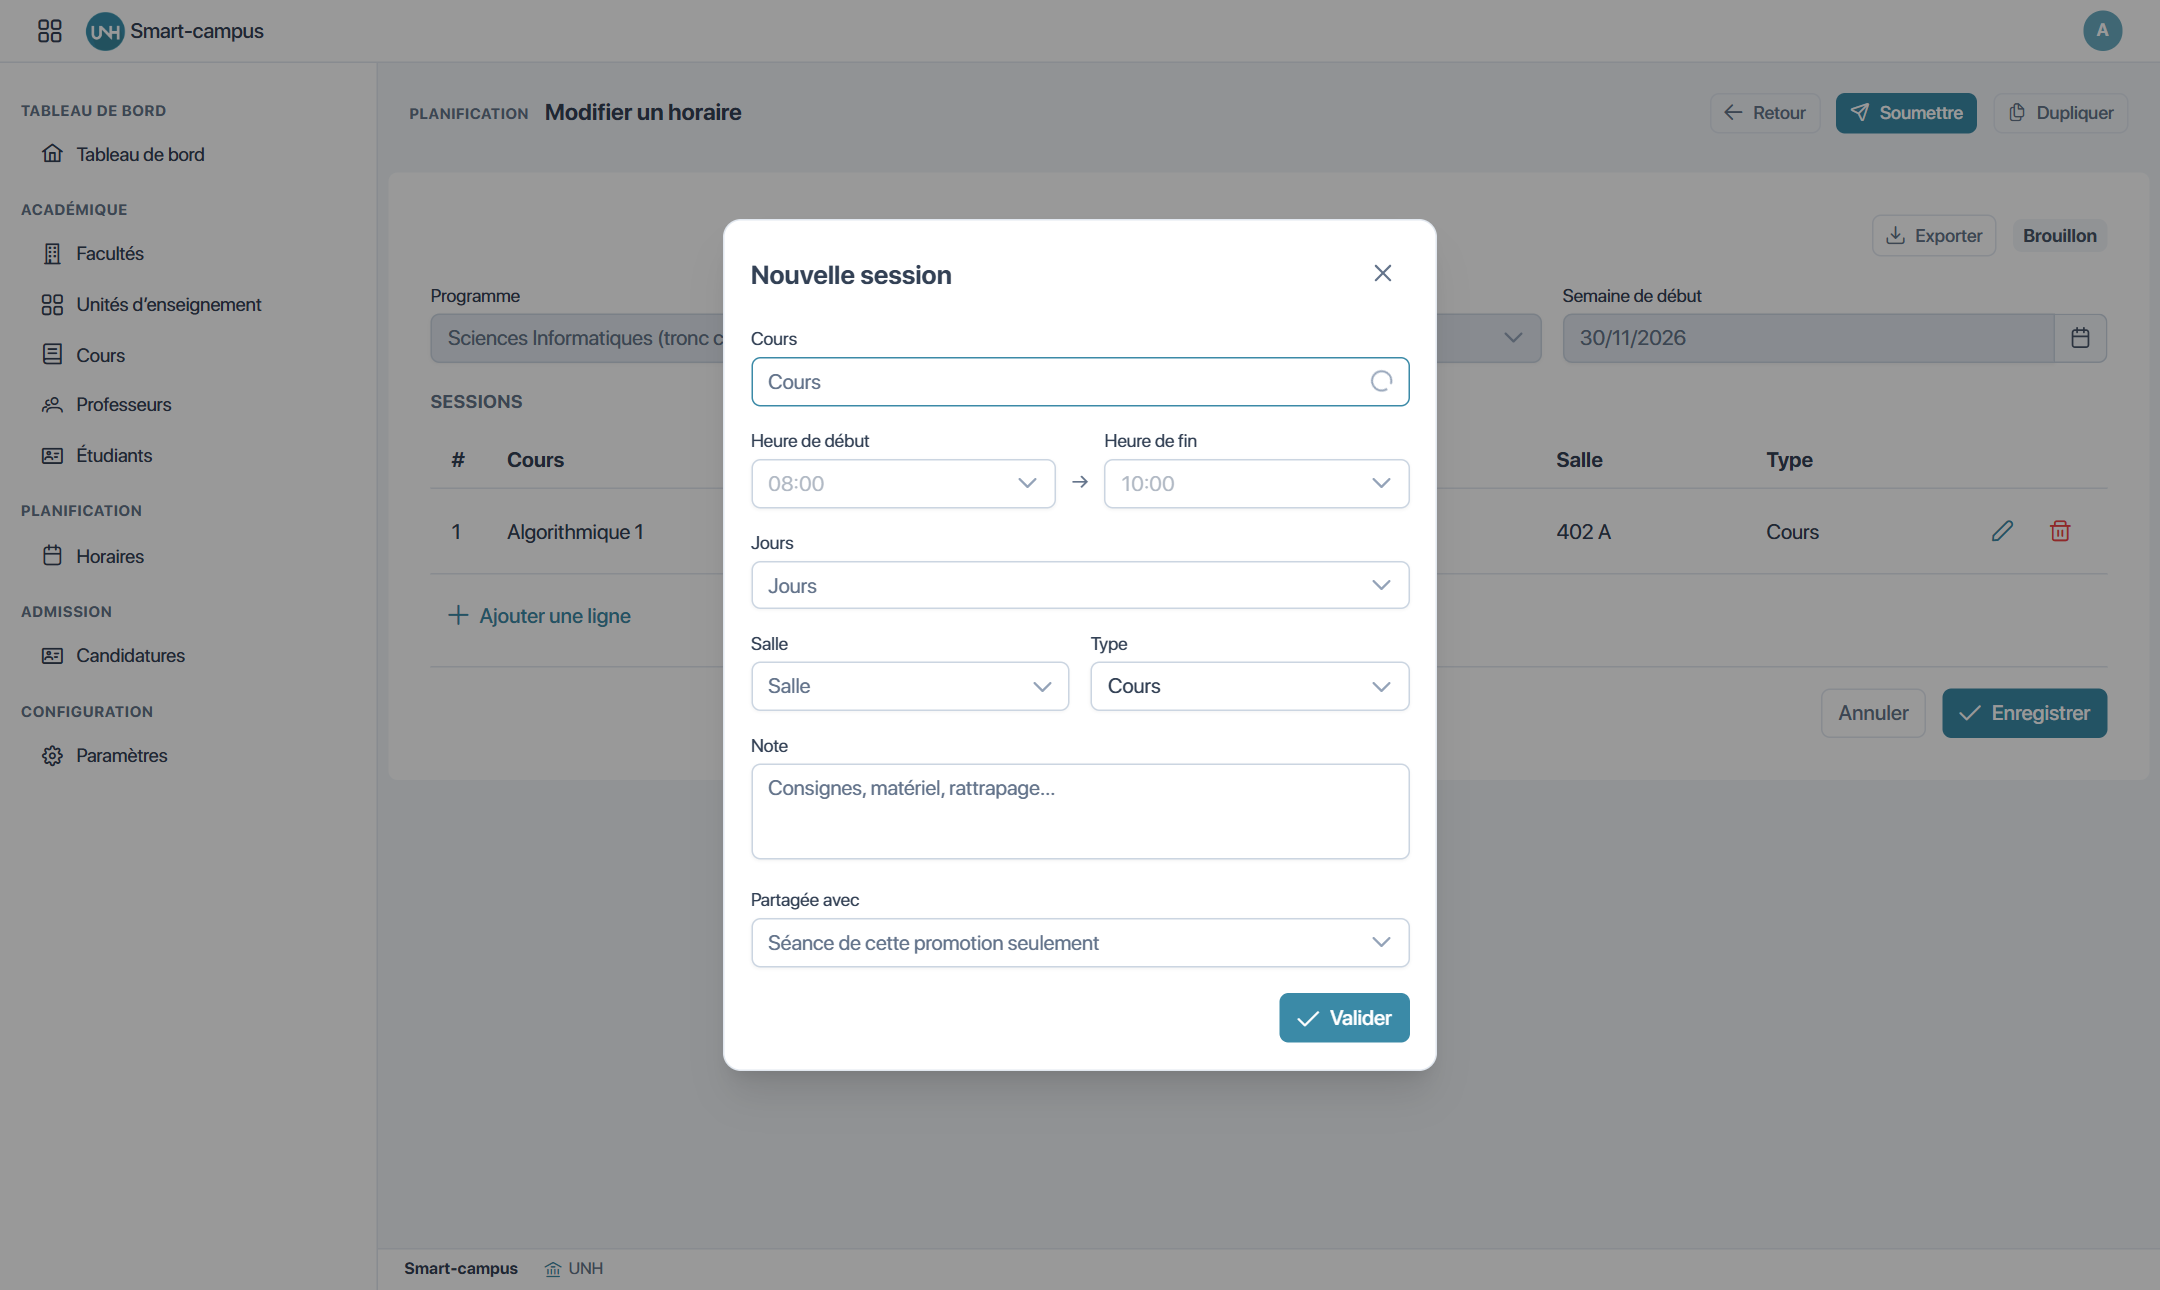 UNH Smart-campus
A
TABLEAU DE BORD
Tableau de bord
ACADÉMIQUE
Facultés
Unités d'enseignement
Cours
Professeurs
Étudiants
PLANIFICATION
Horaires
ADMISSION
Candidatures
CONFIGURATION
Paramètres
PLANIFICATION Modifier un horaire
Retour
Soumettre
Dupliquer
Exporter
Brouillon
Programme
Sciences Informatiques (tronc c
Semaine de début
30/11/2026
SESSIONS
# Cours Salle Type
1 Algorithmique 1 402 A Cours
Ajouter une ligne
Annuler
Enregistrer
Nouvelle session
Cours
Cours
Heure de début Heure de fin
08:00 → 10:00
Jours
Jours
Salle Type
Salle Cours
Note
Consignes, matériel, rattrapage...
Partagée avec
Séance de cette promotion seulement
Valider
Smart-campus UNH